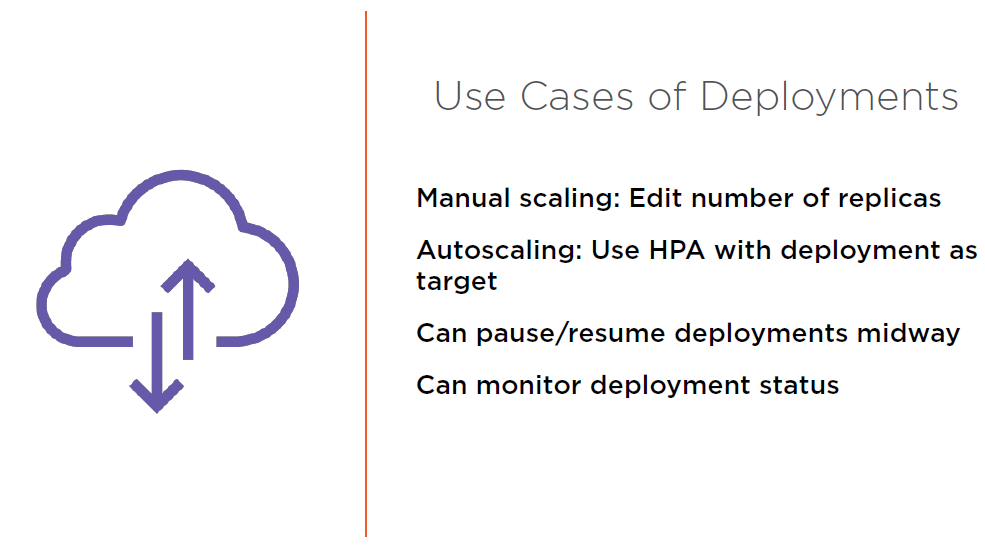 Use Cases of Deployments
Manual scaling: Edit number of replicas
Autoscaling: Use HPA with deployment as
target
Can pause/resume deployments midway
Can monitor deployment status